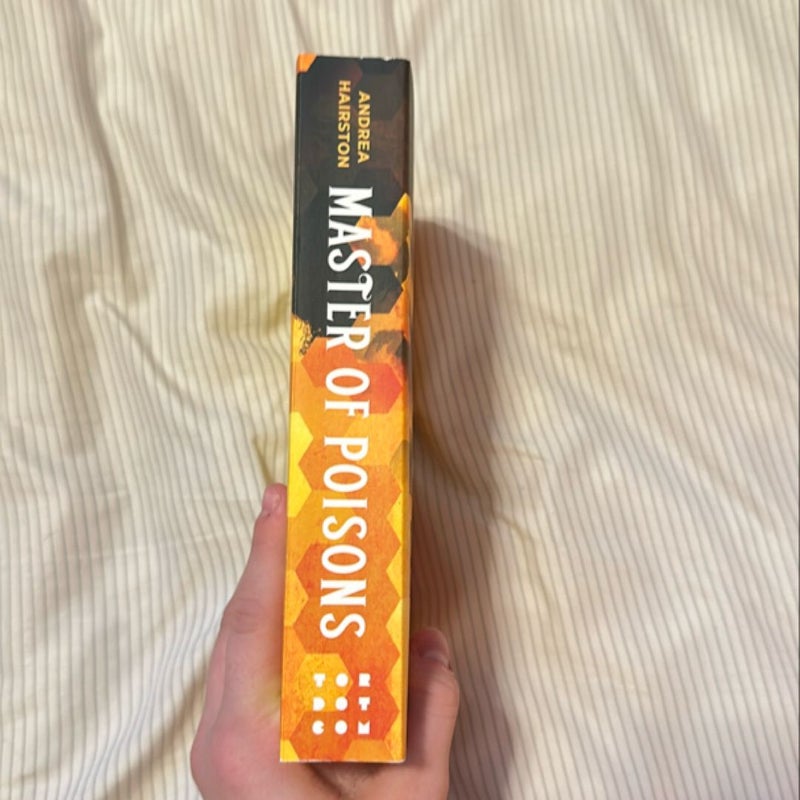 ANDREA
HAIRSTON
MASTER OF POISONS
TOR
DOT
COM